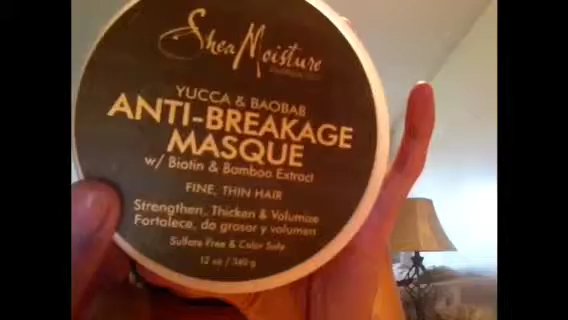 SheaMoisture
YUCCA & BAOBAB
ANTI-BREAKAGE
MASQUE
w/ Biotin & Bamboo Extract
FINE, THIN HAIR
Strengthen, Thicken & Volumize
Fortalece, da grosor y volumen
Sulfate Free & Color Safe
12 oz / 340 g